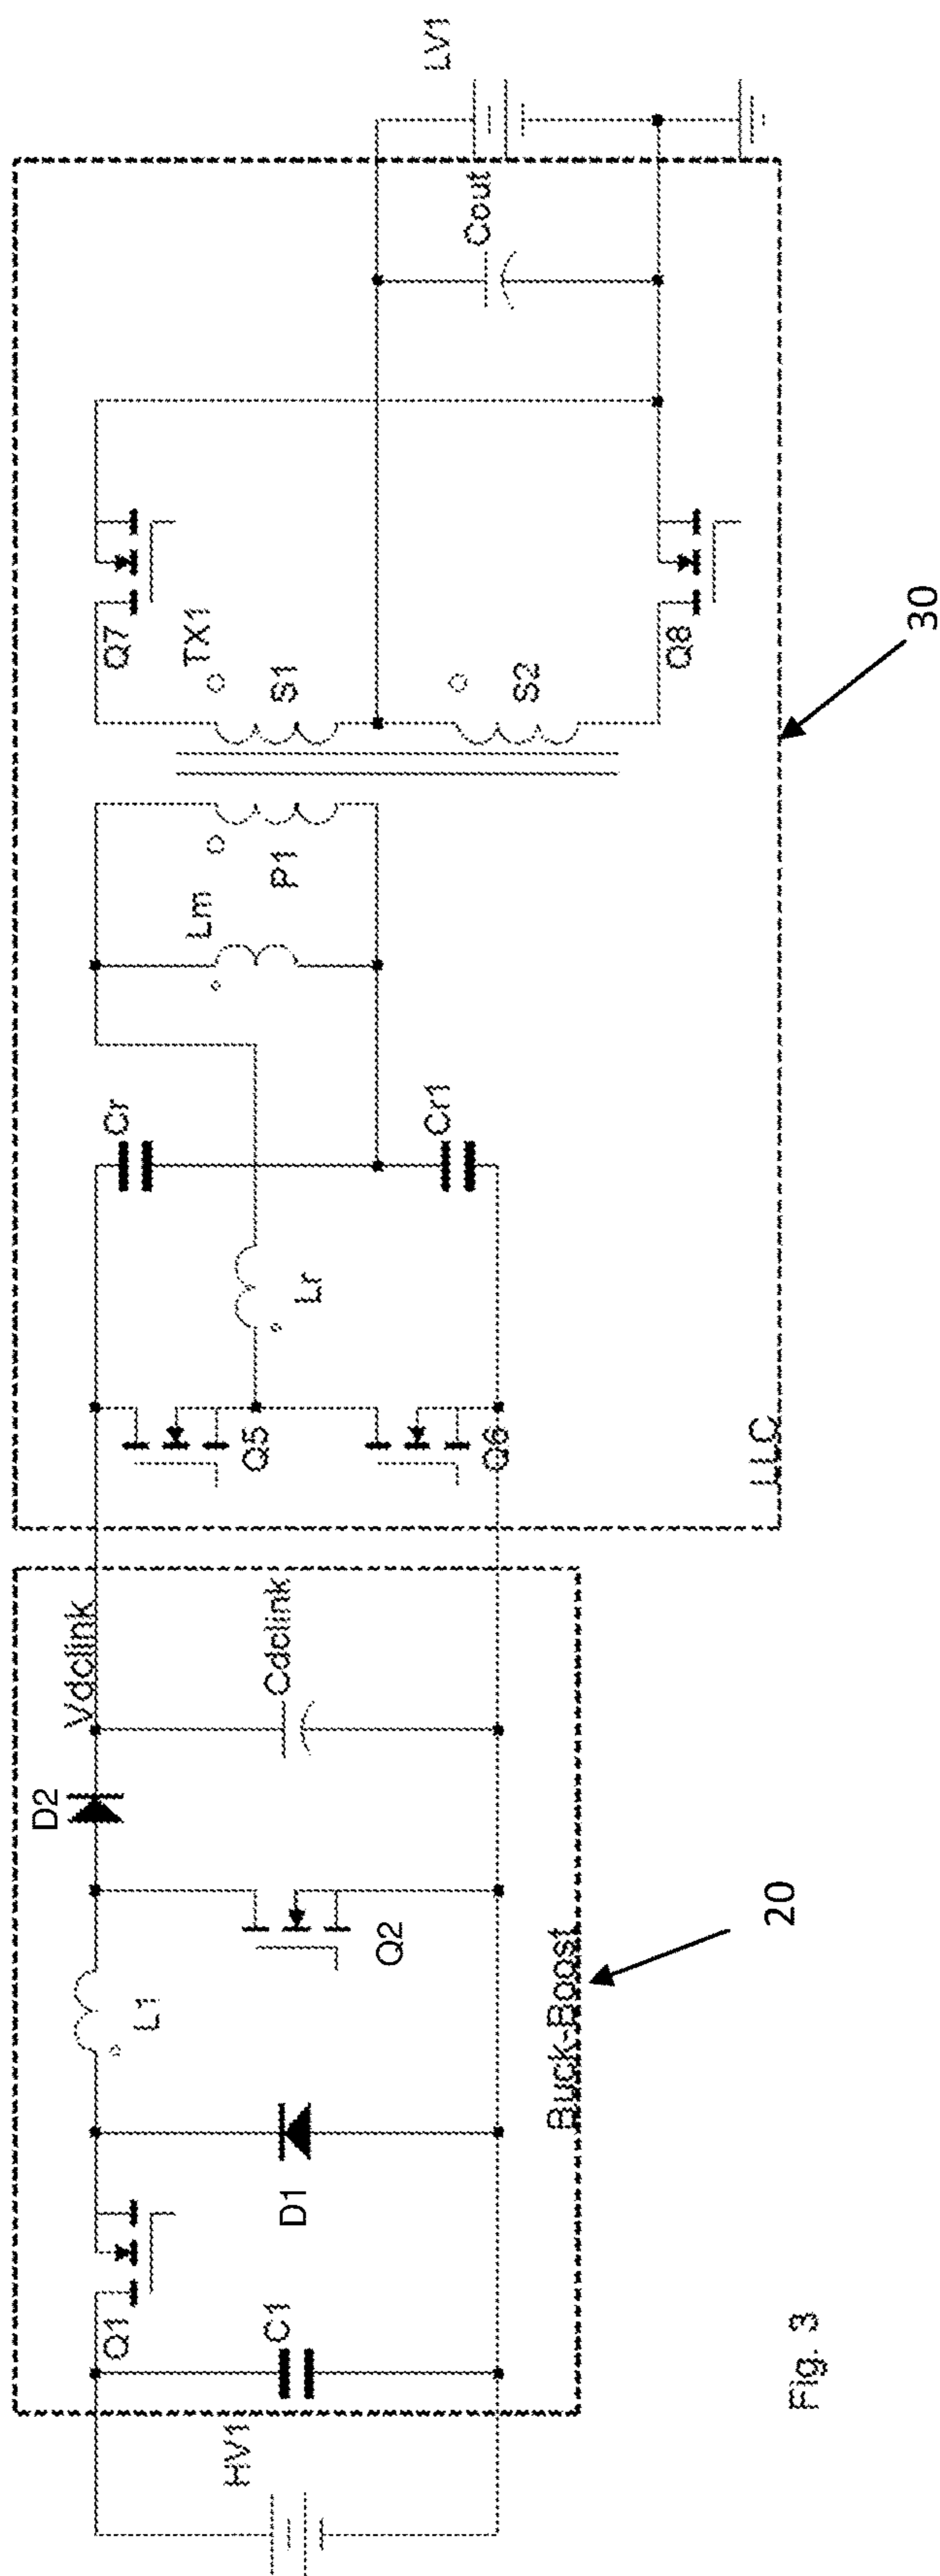 HV1
C1
Q1
D1
L1
Q2
D2
Vdclink
Cdclink
Buck-Boost
20
Q5
Q6
Lr
Cr
Cr1
Lm
P1
TX1
S1
S2
Q7
Q8
Cout
LV1
LLC
30
Fig. 3